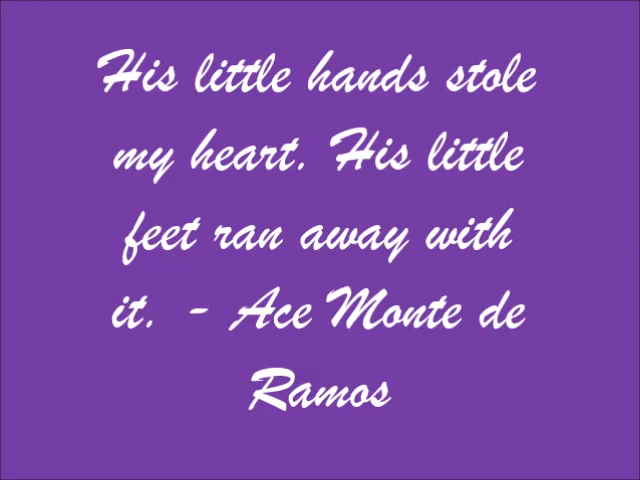 His little hands stole
my heart. His little
feet ran away with
it. - Ace Monte de
Ramos